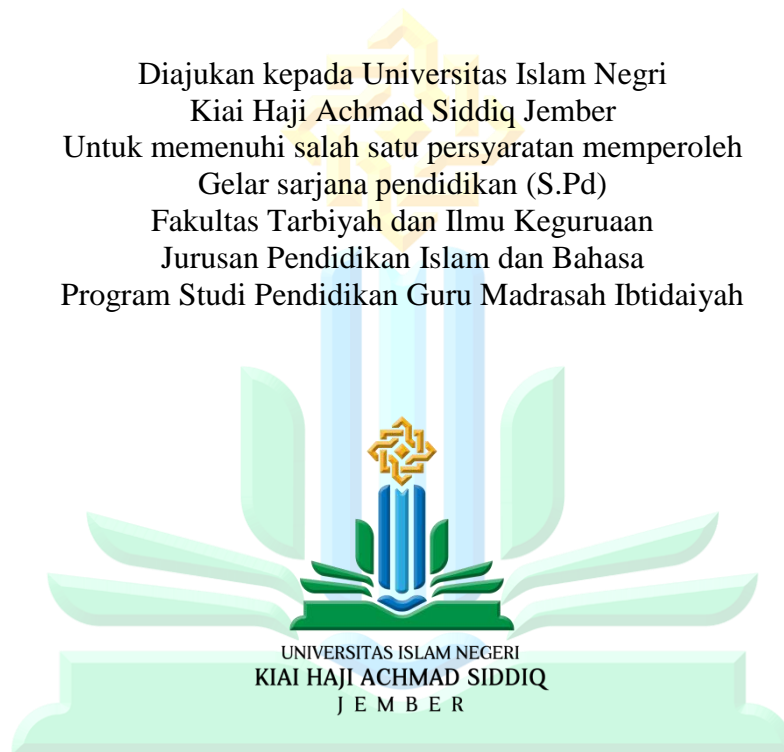 Diajukan kepada Universitas Islam Negri
Kiai Haji Achmad Siddiq Jember
Untuk memenuhi salah satu persyaratan memperoleh
Gelar sarjana pendidikan (S.Pd)
Fakultas Tarbiyah dan Ilmu Keguruaan
Jurusan Pendidikan Islam dan Bahasa
Program Studi Pendidikan Guru Madrasah Ibtidaiyah
UNIVERSITAS ISLAM NEGERI
KIAI HAJI ACHMAD SIDDIQ
JEMBER